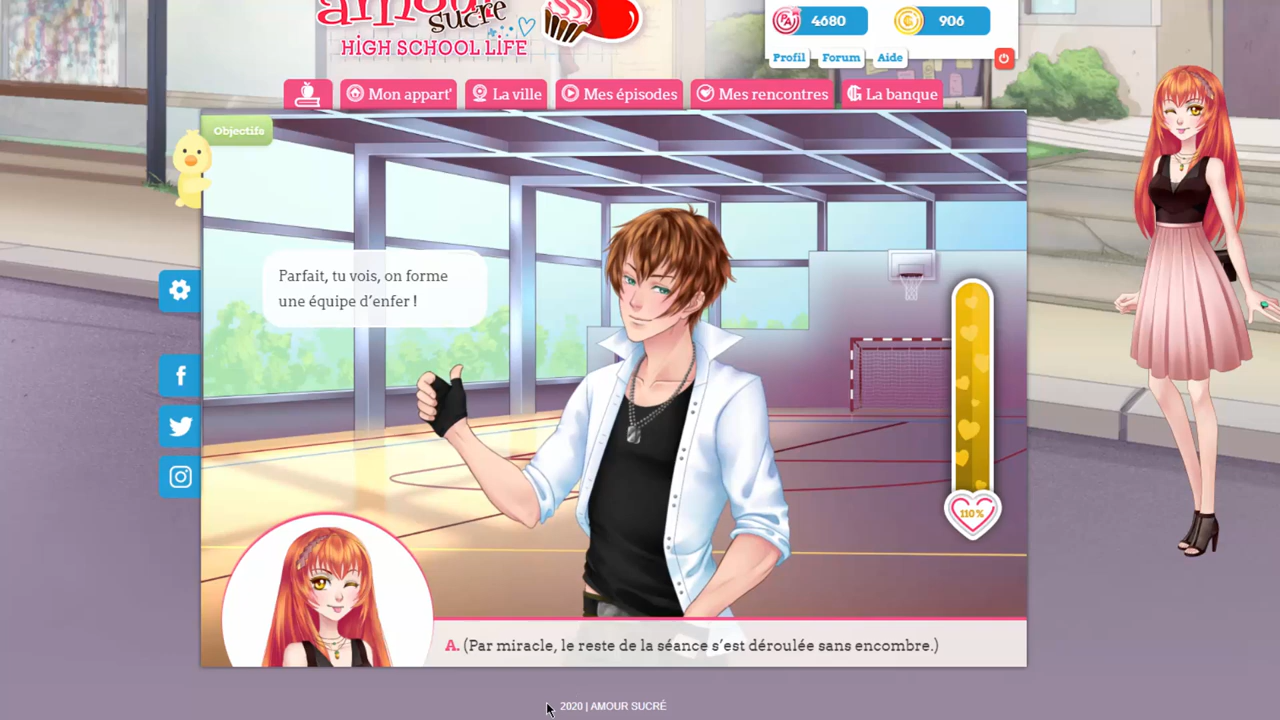 amour
sucre
HIGH SCHOOL LIFE
4680
906
Profil
Forum
Aide
Mon appart'
La ville
Mes épisodes
Mes rencontres
La banque
Objectifs
Parfait, tu vois, on forme
une équipe d'enfer !
110%
A. (Par miracle, le reste de la séance s'est déroulée sans encombre.)
2020 | AMOUR SUCRÉ